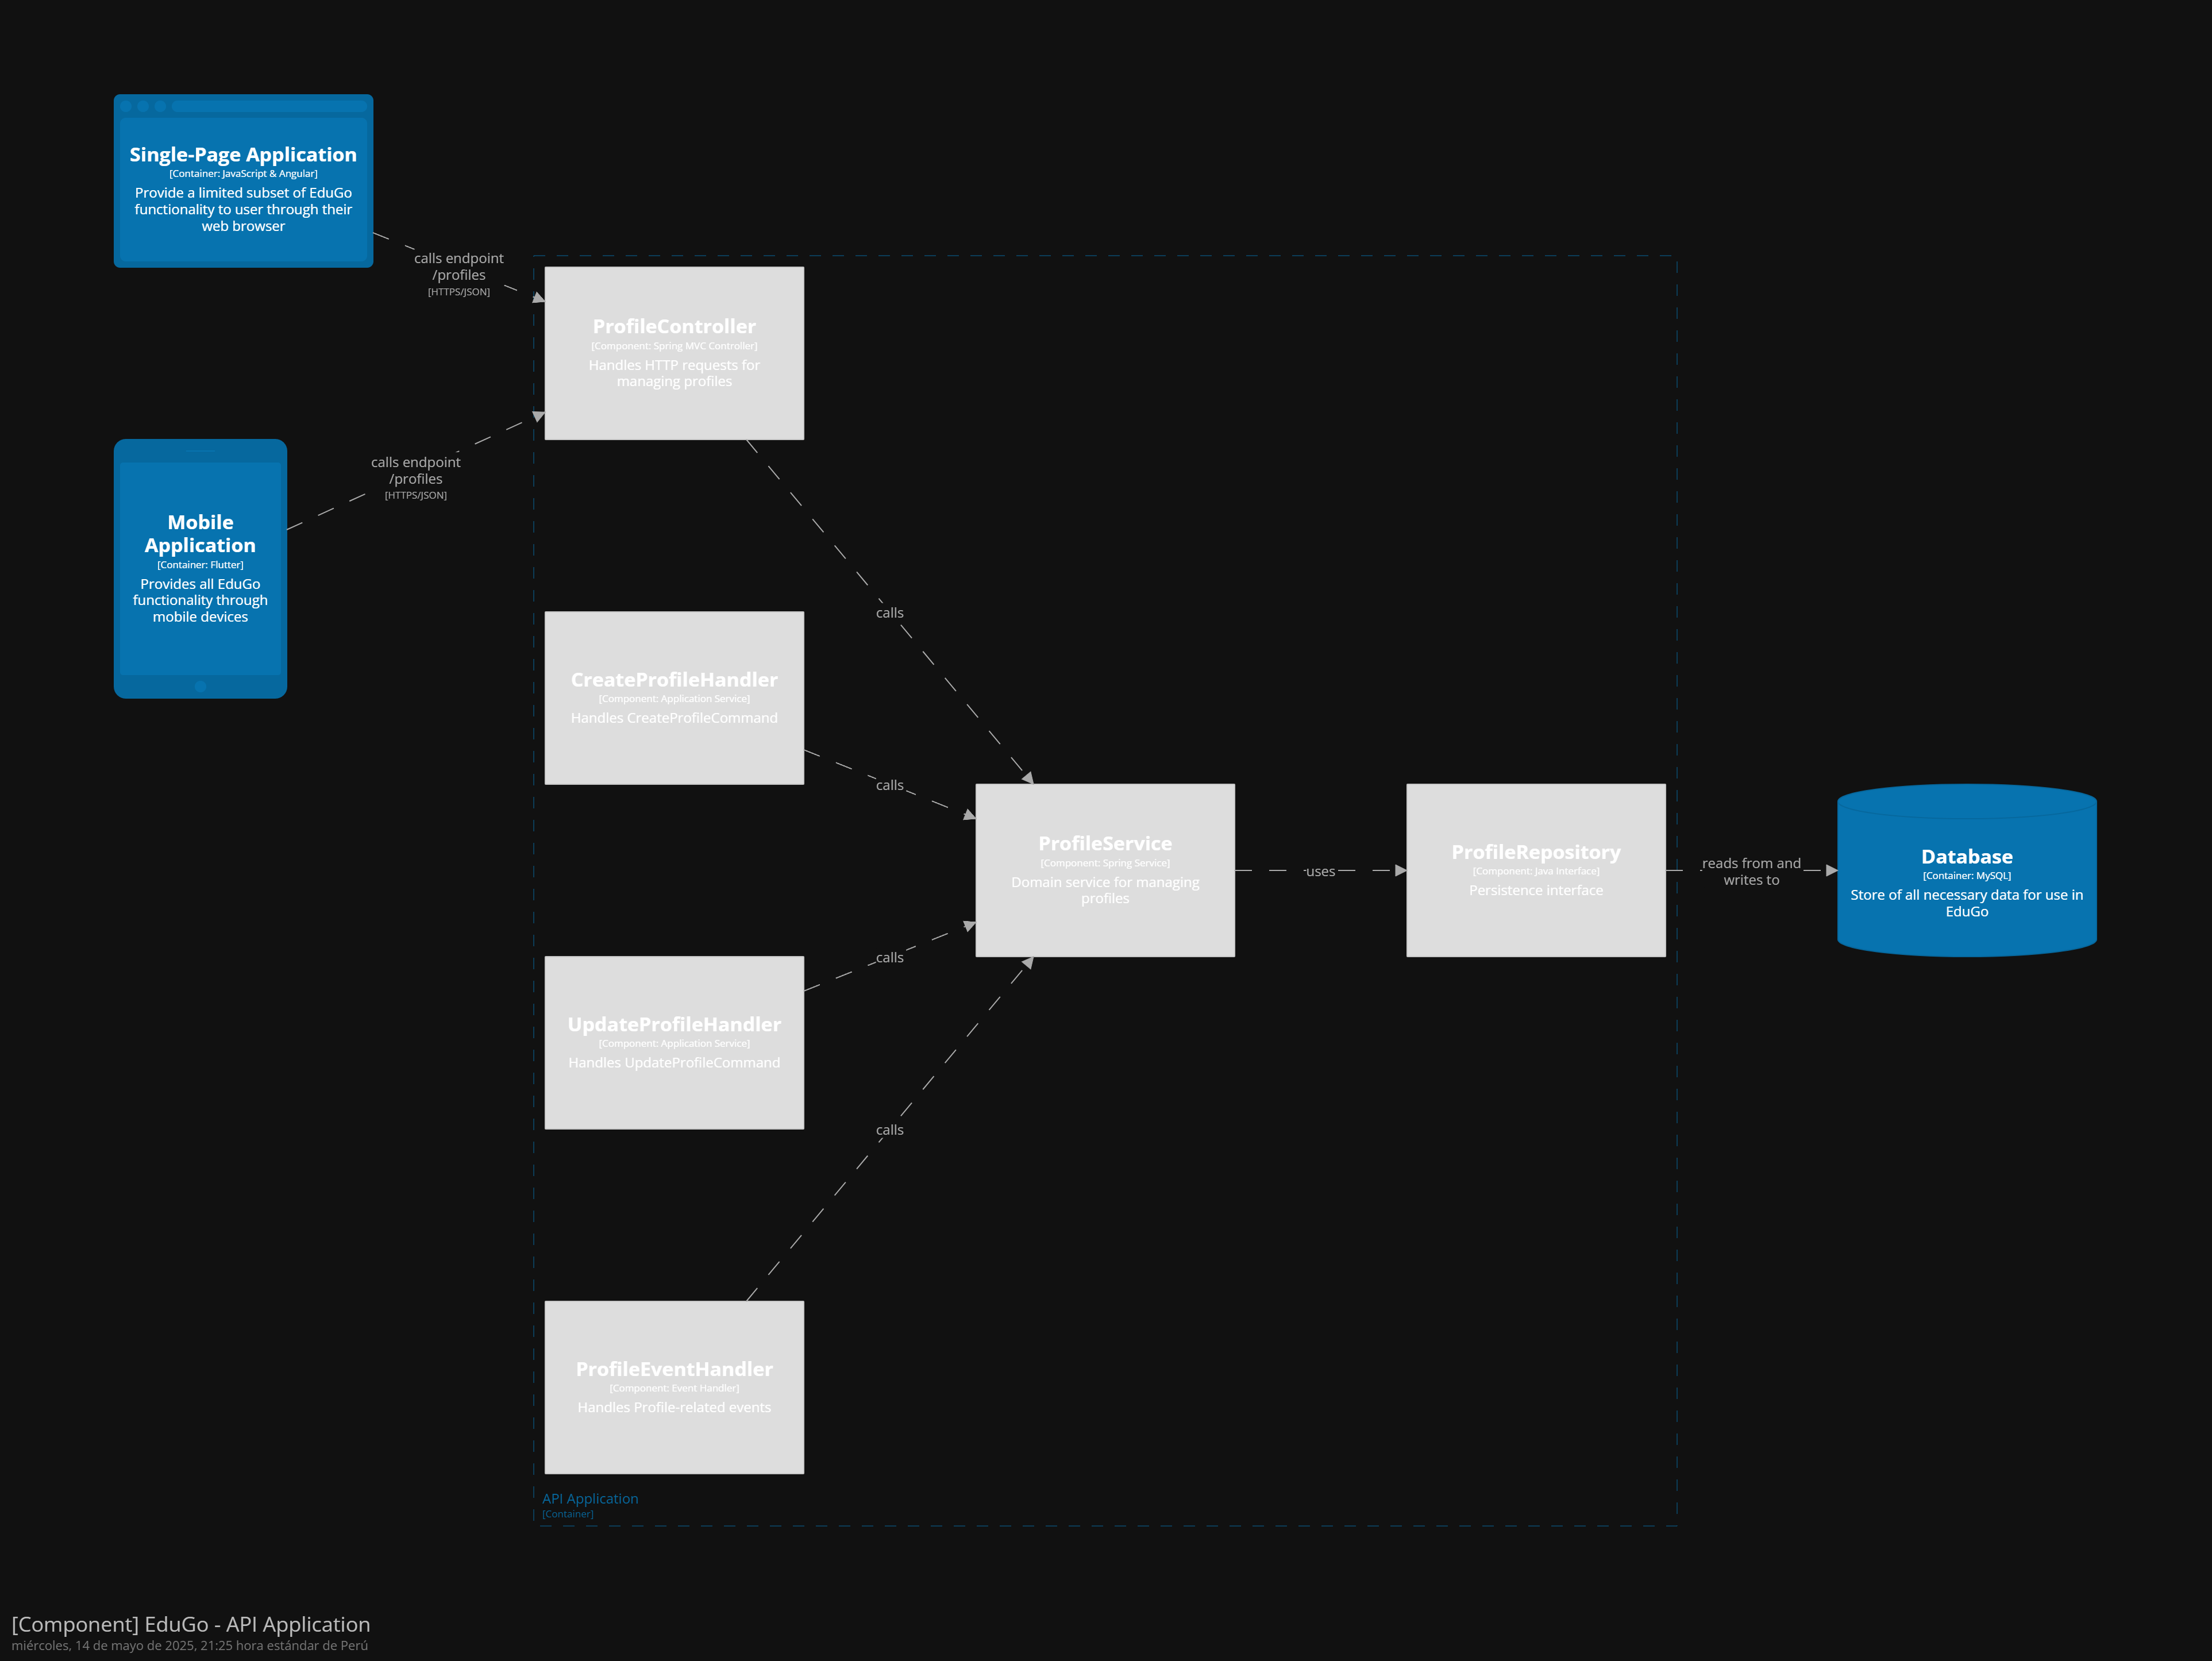 Single-Page Application
[Container: JavaScript & Angular]
Provide a limited subset of EduGo
functionality to user through their
web browser
calls endpoint
/profiles
[HTTPS/JSON]
ProfileController
[Component: Spring MVC Controller]
Handles HTTP requests for
managing profiles
calls endpoint
/profiles
[HTTPS/JSON]
Mobile
Application
[Container: Flutter]
Provides all EduGo
functionality through
mobile devices
calls
CreateProfileHandler
[Component: Application Service]
Handles CreateProfileCommand
calls
ProfileService
[Component: Spring Service]
Domain service for managing
profiles
uses
ProfileRepository
[Component: Java Interface]
Persistence interface
reads from and
writes to
Database
[Container: MySQL]
Store of all necessary data for use in
EduGo
calls
UpdateProfileHandler
[Component: Application Service]
Handles UpdateProfileCommand
calls
ProfileEventHandler
[Component: Event Handler]
Handles Profile-related events
API Application
[Container]
[Component] EduGo - API Application
miércoles, 14 de mayo de 2025, 21:25 hora estándar de Perú